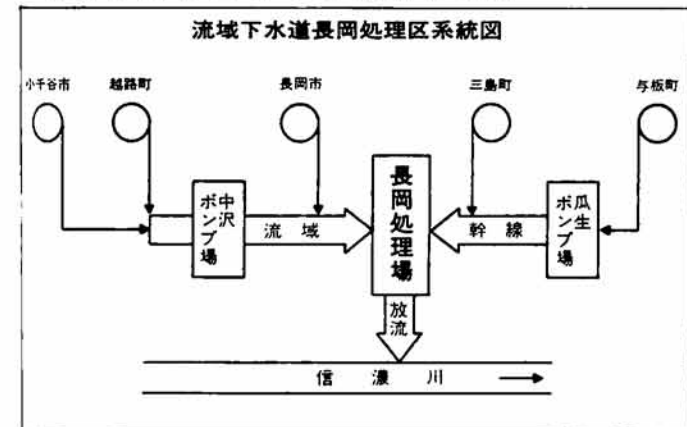 流域下水道長岡処理区系統図
小千谷市
越路町
長岡市
三島町
与板町
中沢
ポンプ場
流域
長岡処理場
幹線
瓜生
ポンプ場
放流
信濃川